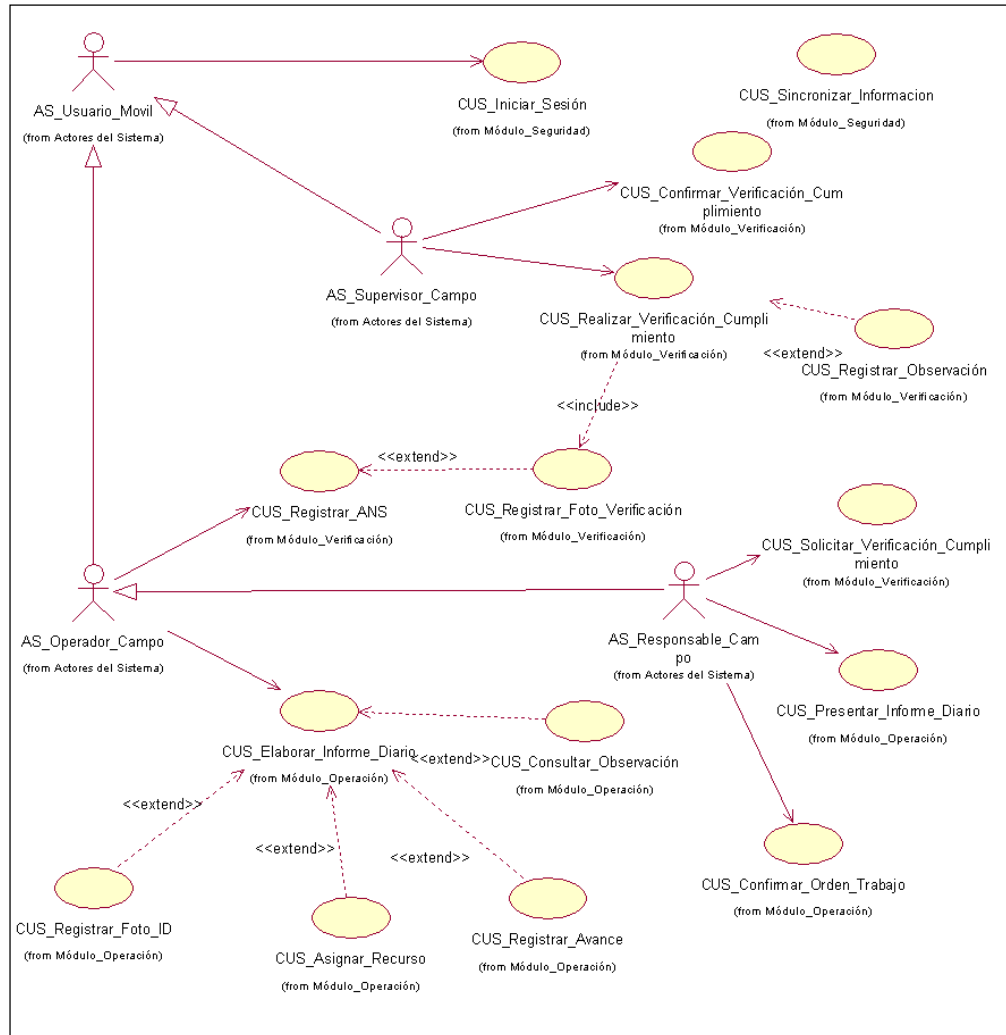 AS_Usuario_Movil
(from Actores del Sistema)
CUS_Iniciar_Sesión
(from Módulo_Seguridad)
CUS_Sincronizar_Informacion
(from Módulo_Seguridad)
CUS_Confirmar_Verificación_Cum
plimiento
(from Módulo_Verificación)
AS_Supervisor_Campo
(from Actores del Sistema)
CUS_Realizar_Verificación_Cumpli
miento
(from Módulo_Verificación)
<<extend>>
CUS_Registrar_Observación
(from Módulo_Verificación)
<<include>>
<<extend>>
CUS_Registrar_ANS
(from Módulo_Verificación)
CUS_Registrar_Foto_Verificación
(from Módulo_Verificación)
CUS_Solicitar_Verificación_Cumpli
miento
(from Módulo_Verificación)
AS_Operador_Campo
(from Actores del Sistema)
AS_Responsable_Cam
po
(from Actores del Sistema)
CUS_Presentar_Informe_Diario
(from Módulo_Operación)
CUS_Elaborar_Informe_Diario
(from Módulo_Operación)
<<extend>>
CUS_Consultar_Observación
(from Módulo_Operación)
<<extend>>
<<extend>>
<<extend>>
CUS_Confirmar_Orden_Trabajo
(from Módulo_Operación)
CUS_Registrar_Foto_ID
(from Módulo_Operación)
CUS_Asignar_Recurso
(from Módulo_Operación)
CUS_Registrar_Avance
(from Módulo_Operación)